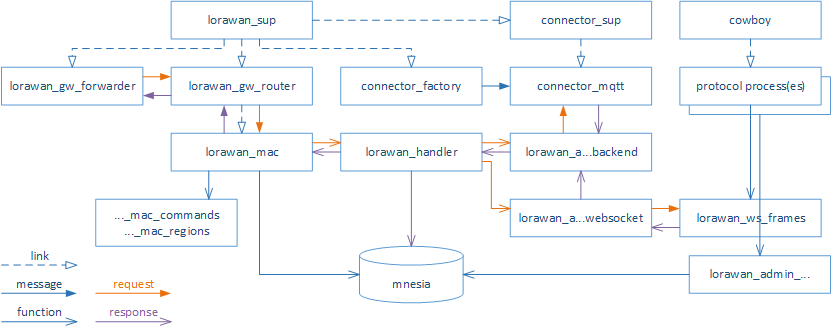 lorawan_sup
connector_sup
cowboy
lorawan_gw_forwarder
lorawan_gw_router
connector_factory
connector_mqtt
protocol process(es)
lorawan_mac
lorawan_handler
lorawan_a...backend
..._mac_commands
..._mac_regions
lorawan_a...websocket
lorawan_ws_frames
link
message
request
function
response
mnesia
lorawan_admin_...